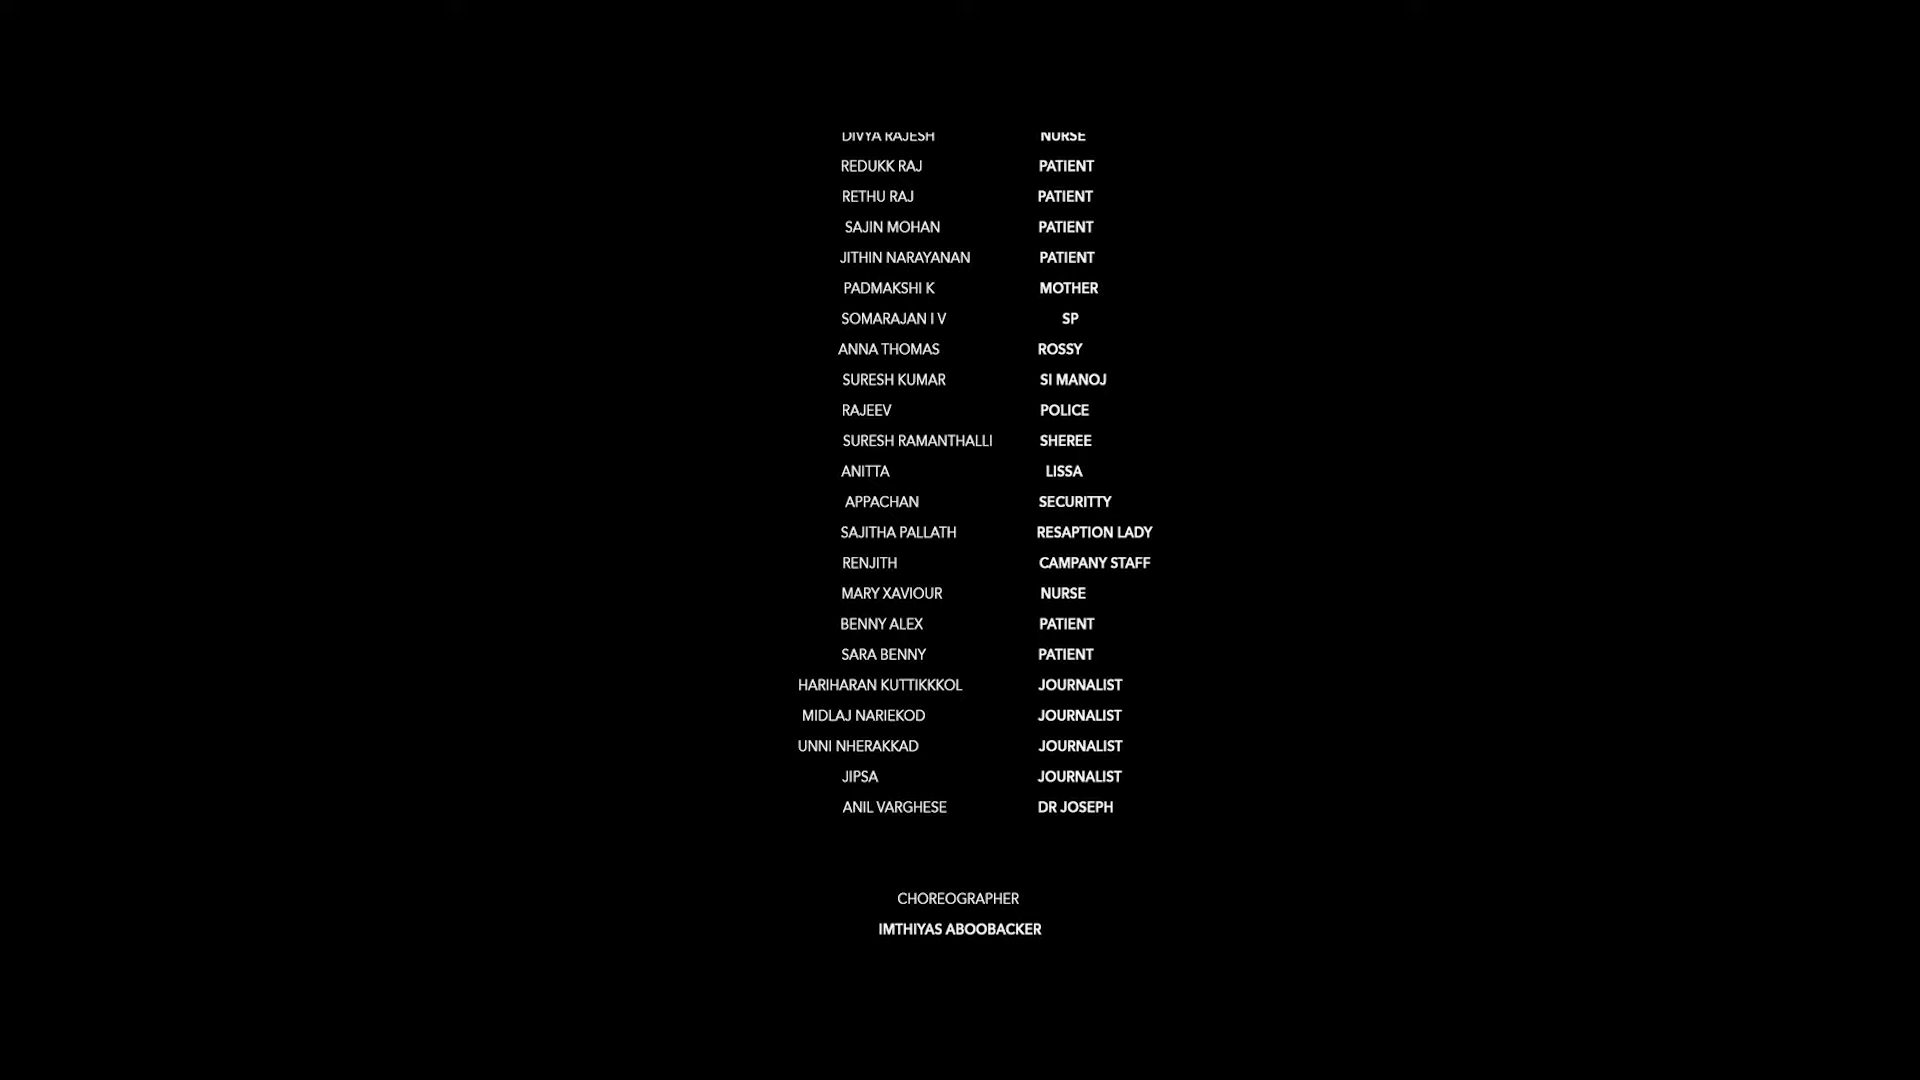 DIVYA RAJESH NURSE
REDUKK RAJ PATIENT
RETHU RAJ PATIENT
SAJIN MOHAN PATIENT
JITHIN NARAYANAN PATIENT
PADMAKSHI K MOTHER
SOMARAJAN I V SP
ANNA THOMAS ROSSY
SURESH KUMAR SI MANOJ
RAJEEV POLICE
SURESH RAMANTHALLI SHEREE
ANITTA LISSA
APPACHAN SECURITTY
SAJITHA PALLATH RESAPTION LADY
RENJITH CAMPANY STAFF
MARY XAVIOUR NURSE
BENNY ALEX PATIENT
SARA BENNY PATIENT
HARIHARAN KUTTIKKKOL JOURNALIST
MIDLAJ NARIEKOD JOURNALIST
UNNI NHERAKKAD JOURNALIST
JIPSA JOURNALIST
ANIL VARGHESE DR JOSEPH
CHOREOGRAPHER
IMTHIYAS ABOOBACKER